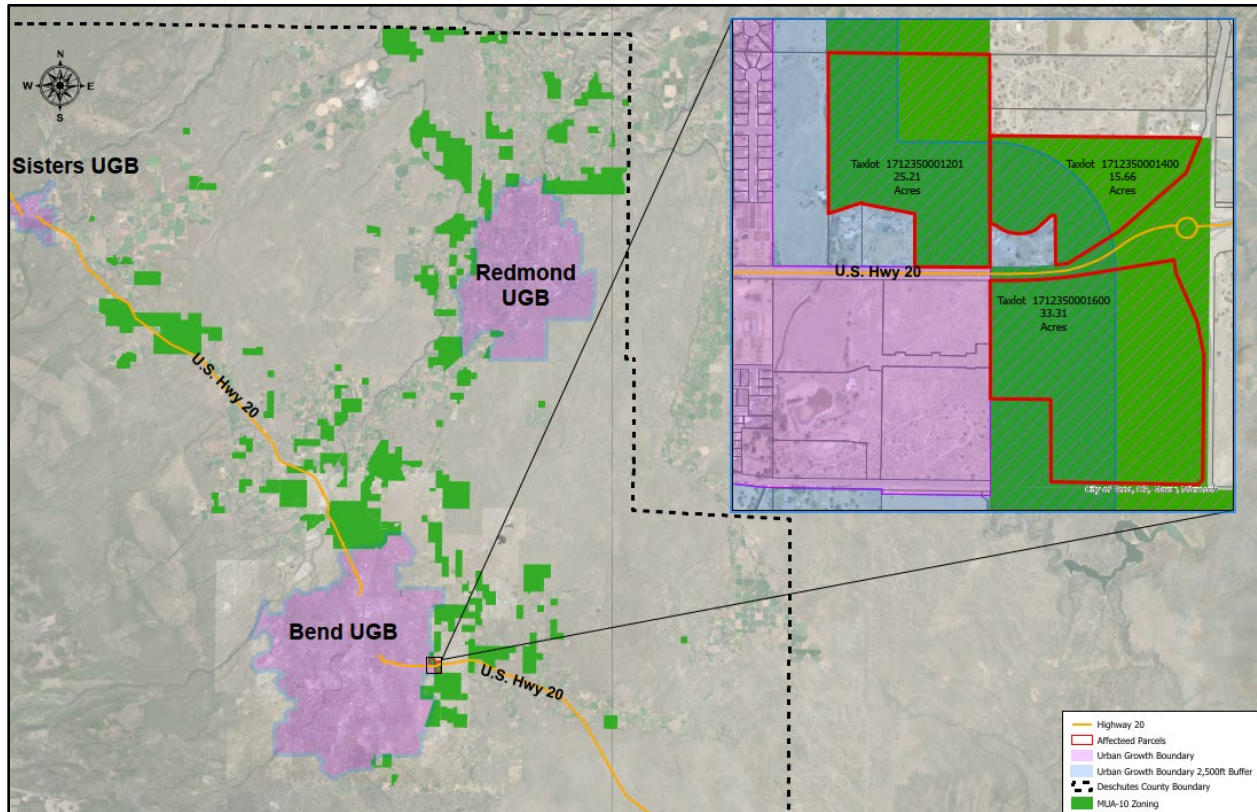 N
W E
S
Sisters UGB
Redmond
UGB
U.S. Hwy 20
Bend UGB
U.S. Hwy 20
Taxlot 1712350001201
25.21
Acres
Taxlot 1712350001400
15.66
Acres
U.S. Hwy 20
Taxlot 1712350001600
33.31
Acres
City of
Highway 20
Affecteed Parcels
Urban Growth Boundary
Urban Growth Boundary 2,500ft Buffer
Deschutes County Boundary
MUA-10 Zoning